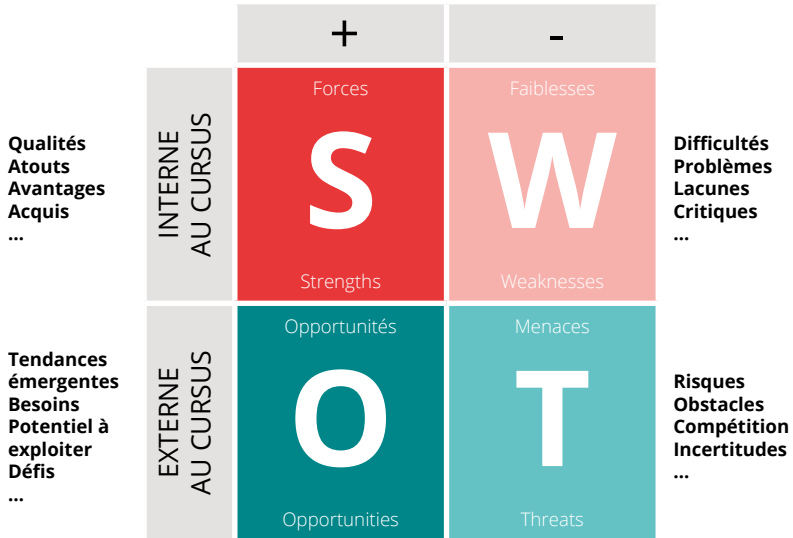 +
-
Qualités
Atouts
Avantages
Acquis
...
INTERNE
AU CURSUS
Forces
S
Strengths
Faiblesses
W
Weaknesses
Difficultés
Problèmes
Lacunes
Critiques
...
Tendances
émergentes
Besoins
Potentiel à
exploiter
Défis
...
EXTERNE
AU CURSUS
Opportunités
O
Opportunities
Menaces
T
Threats
Risques
Obstacles
Compétition
Incertitudes
...